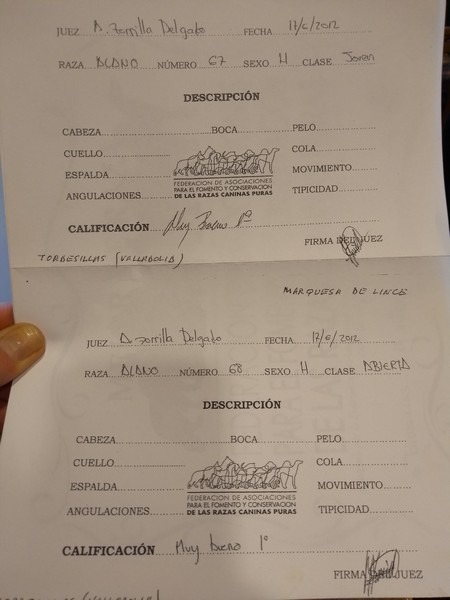 JUEZ A. Zorrilla Delgado FECHA 17/6/2012
RAZA ALANO NÚMERO 67 SEXO H CLASE Joven
DESCRIPCIÓN
CABEZA BOCA PELO
CUELLO COLA
ESPALDA MOVIMIENTO
ANGULACIONES TIPICIDAD
FEDERACION DE ASOCIACIONES
PARA EL FOMENTO Y CONSERVACION
DE LAS RAZAS CANINAS PURAS
CALIFICACIÓN Muy Bueno 1º
FIRMA DEL JUEZ
TORDESILLAS (VALLADOLID)
MARQUESA DE LINCE
JUEZ A. Zorrilla Delgado FECHA 17/6/2012
RAZA ALANO NÚMERO 68 SEXO H CLASE ABIERTA
DESCRIPCIÓN
CABEZA BOCA PELO
CUELLO COLA
ESPALDA MOVIMIENTO
ANGULACIONES TIPICIDAD
FEDERACION DE ASOCIACIONES
PARA EL FOMENTO Y CONSERVACION
DE LAS RAZAS CANINAS PURAS
CALIFICACIÓN Muy bueno 1º
FIRMA DEL JUEZ